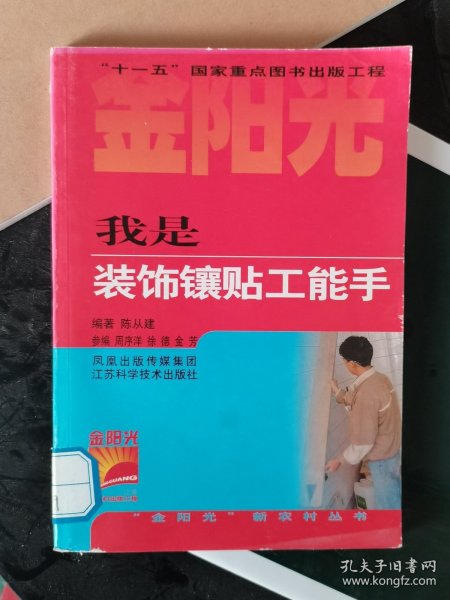 "十一五"国家重点图书出版工程
金阳光
我是
装饰镶贴工能手
编著 陈从建
参编 周序洋 徐德 金芳
凤凰出版传媒集团
江苏科学技术出版社
金阳光
"金阳光"新农村丛书
孔夫子旧书网
www.kongfz.com